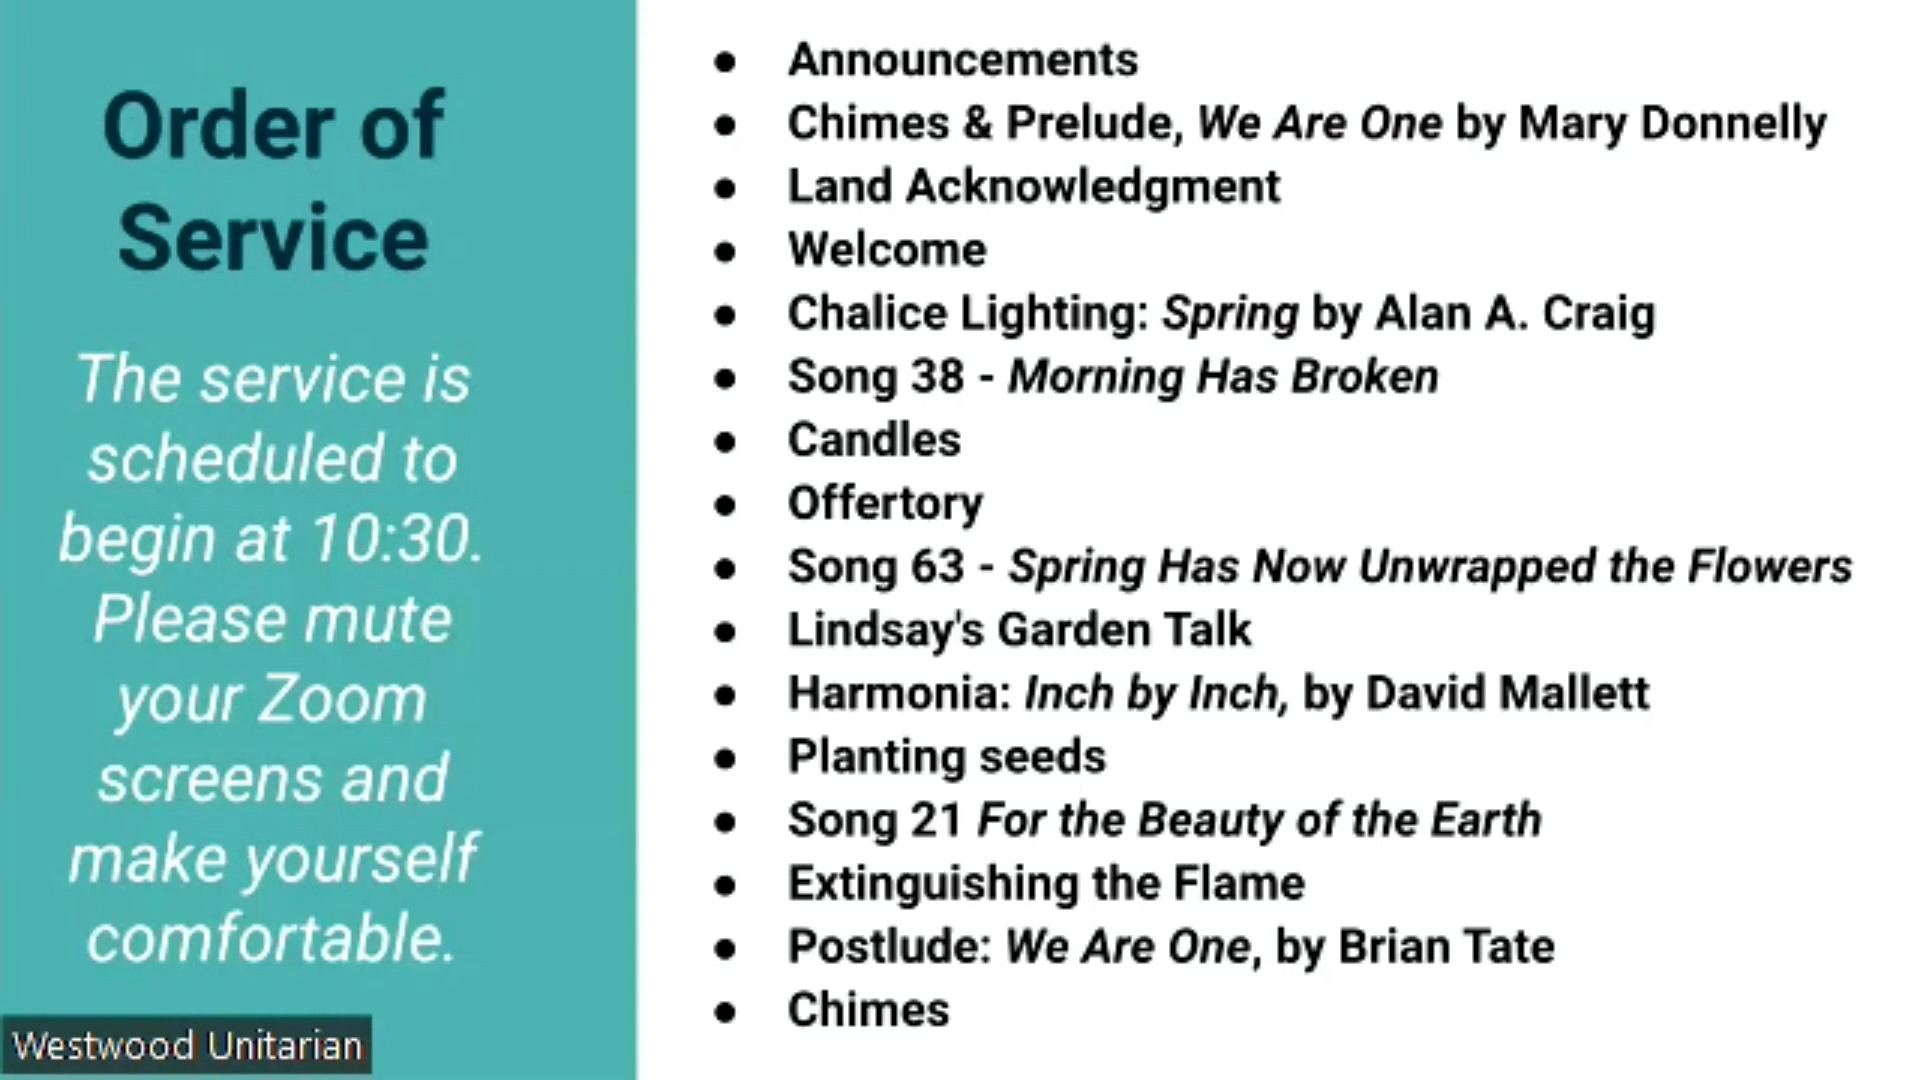 Order of
Service
The service is
scheduled to
begin at 10:30.
Please mute
your Zoom
screens and
make yourself
comfortable.
Westwood Unitarian
● Announcements
● Chimes & Prelude, We Are One by Mary Donnelly
● Land Acknowledgment
● Welcome
● Chalice Lighting: Spring by Alan A. Craig
● Song 38 - Morning Has Broken
● Candles
● Offertory
● Song 63 - Spring Has Now Unwrapped the Flowers
● Lindsay's Garden Talk
● Harmonia: Inch by Inch, by David Mallett
● Planting seeds
● Song 21 For the Beauty of the Earth
● Extinguishing the Flame
● Postlude: We Are One, by Brian Tate
● Chimes